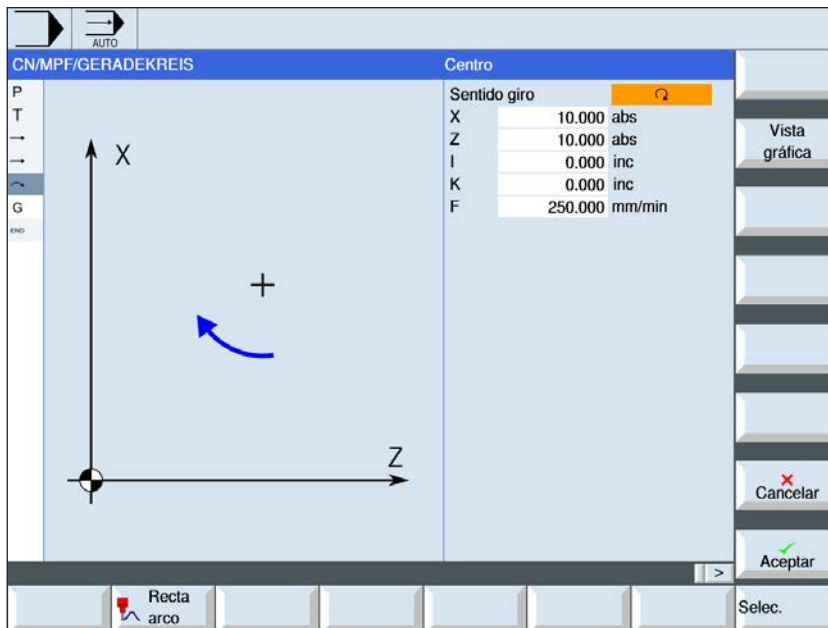 AUTO
CN/MPF/GERADEKREIS
Centro
P
T
G
END
X
Z
Sentido giro
X 10.000 abs
Z 10.000 abs
I 0.000 inc
K 0.000 inc
F 250.000 mm/min
Vista
gráfica
Cancelar
Aceptar
>
Recta
arco
Selec.